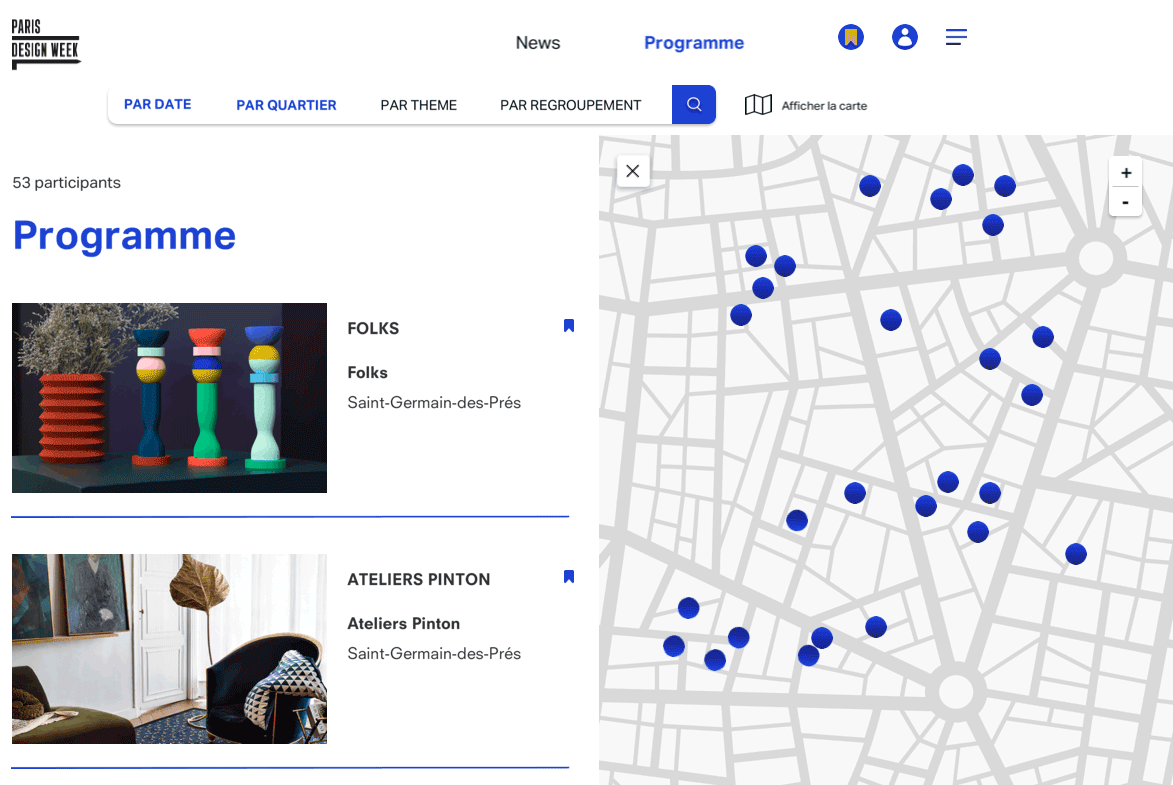 PARIS
DESIGN WEEK
News
Programme
PAR DATE
PAR QUARTIER
PAR THEME
PAR REGROUPEMENT
Afficher la carte
53 participants
Programme
FOLKS
Folks
Saint-Germain-des-Prés
ATELIERS PINTON
Ateliers Pinton
Saint-Germain-des-Prés
+
-